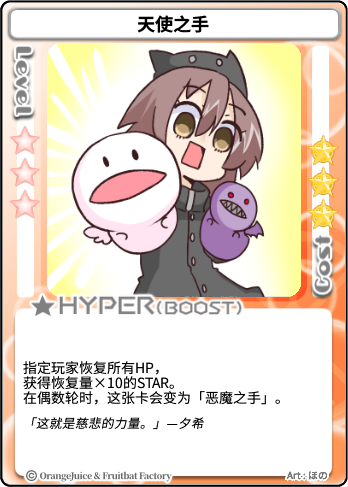 天使之手
Level
Cost
HYPER(BOOST)
指定玩家恢复所有HP，
获得恢复量×10的STAR。
在偶数轮时，这张卡会变为「恶魔之手」。
「这就是慈悲的力量。」—夕希
© OrangeJuice & Fruitbat Factory
Art: ほの